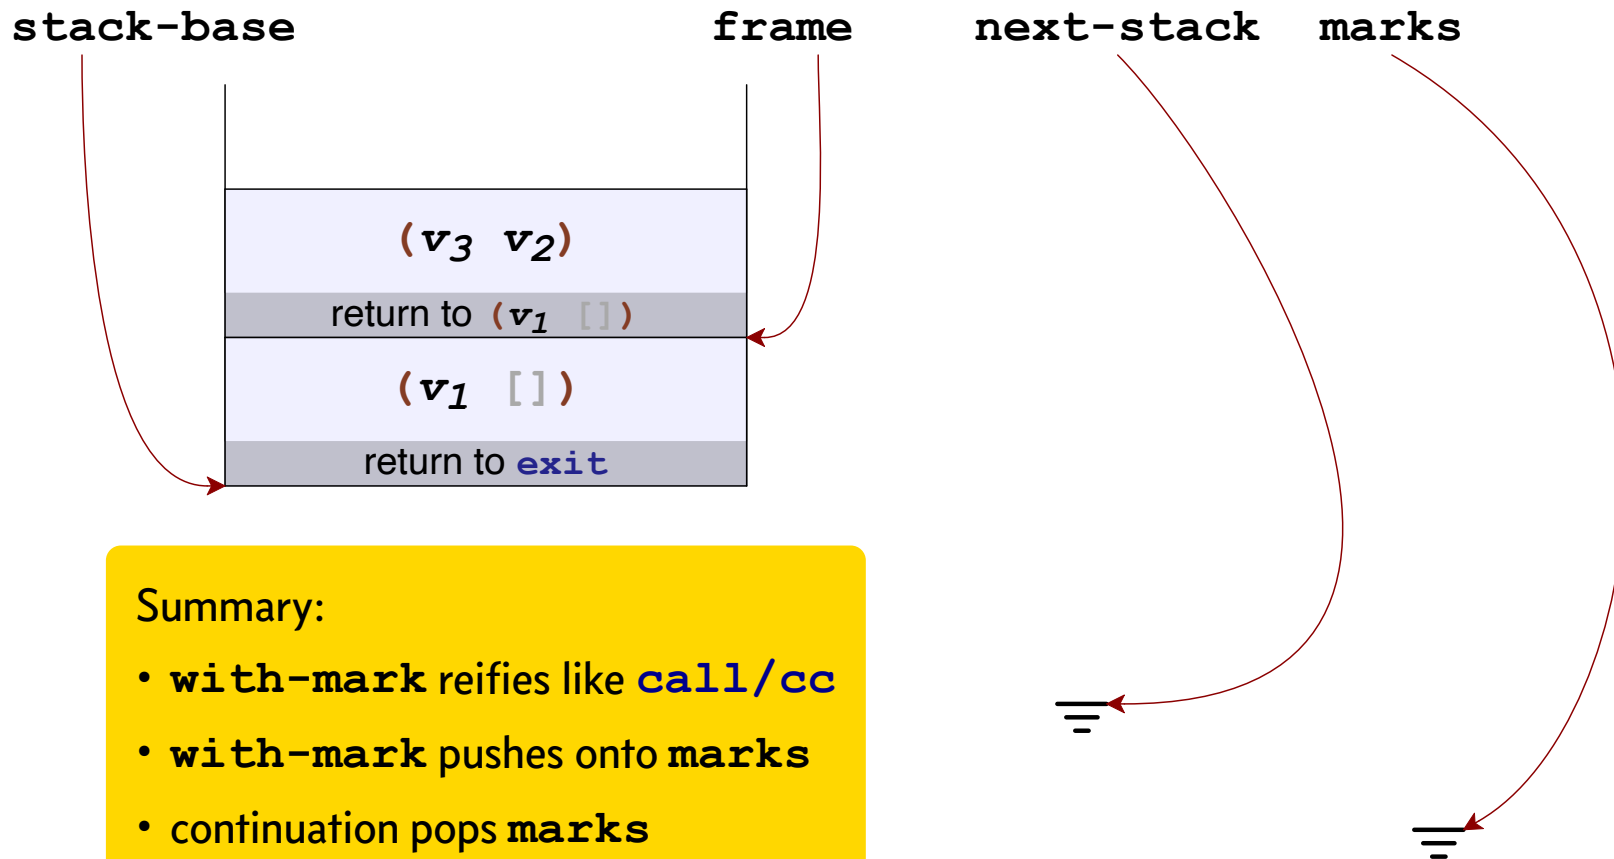 stack-base frame next-stack marks
(v₃ v₂)
return to (v₁ [])
(v₁ [])
return to exit
Summary:
• with-mark reifies like call/cc
• with-mark pushes onto marks
• continuation pops marks